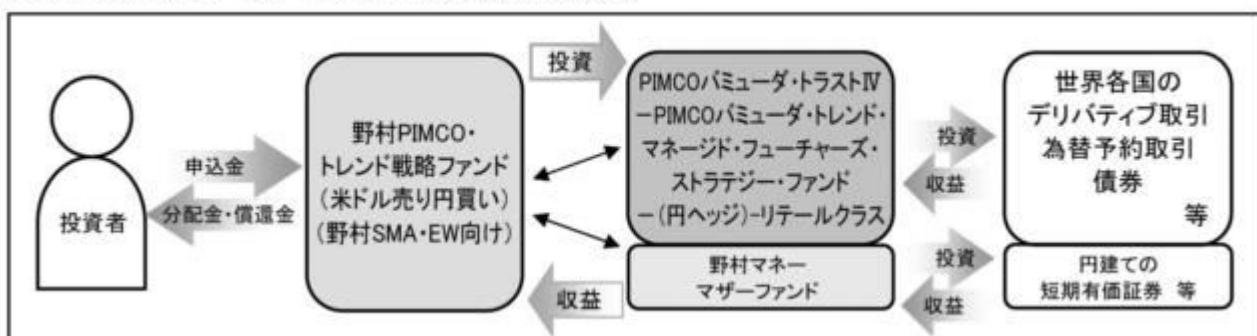 投資者
申込金
分配金・償還金
野村PIMCO・
トレンド戦略ファンド
(米ドル売り円買い)
(野村SMA・EW向け)
投資
収益
PIMCOバミューダ・トラストⅣ
ーPIMCOバミューダ・トレンド・
マネージド・フューチャーズ・
ストラテジー・ファンド
ー(円ヘッジ)-リテールクラス
野村マネー
マザーファンド
投資
収益
投資
収益
世界各国の
デリバティブ取引
為替予約取引
債券
等
円建ての
短期有価証券 等